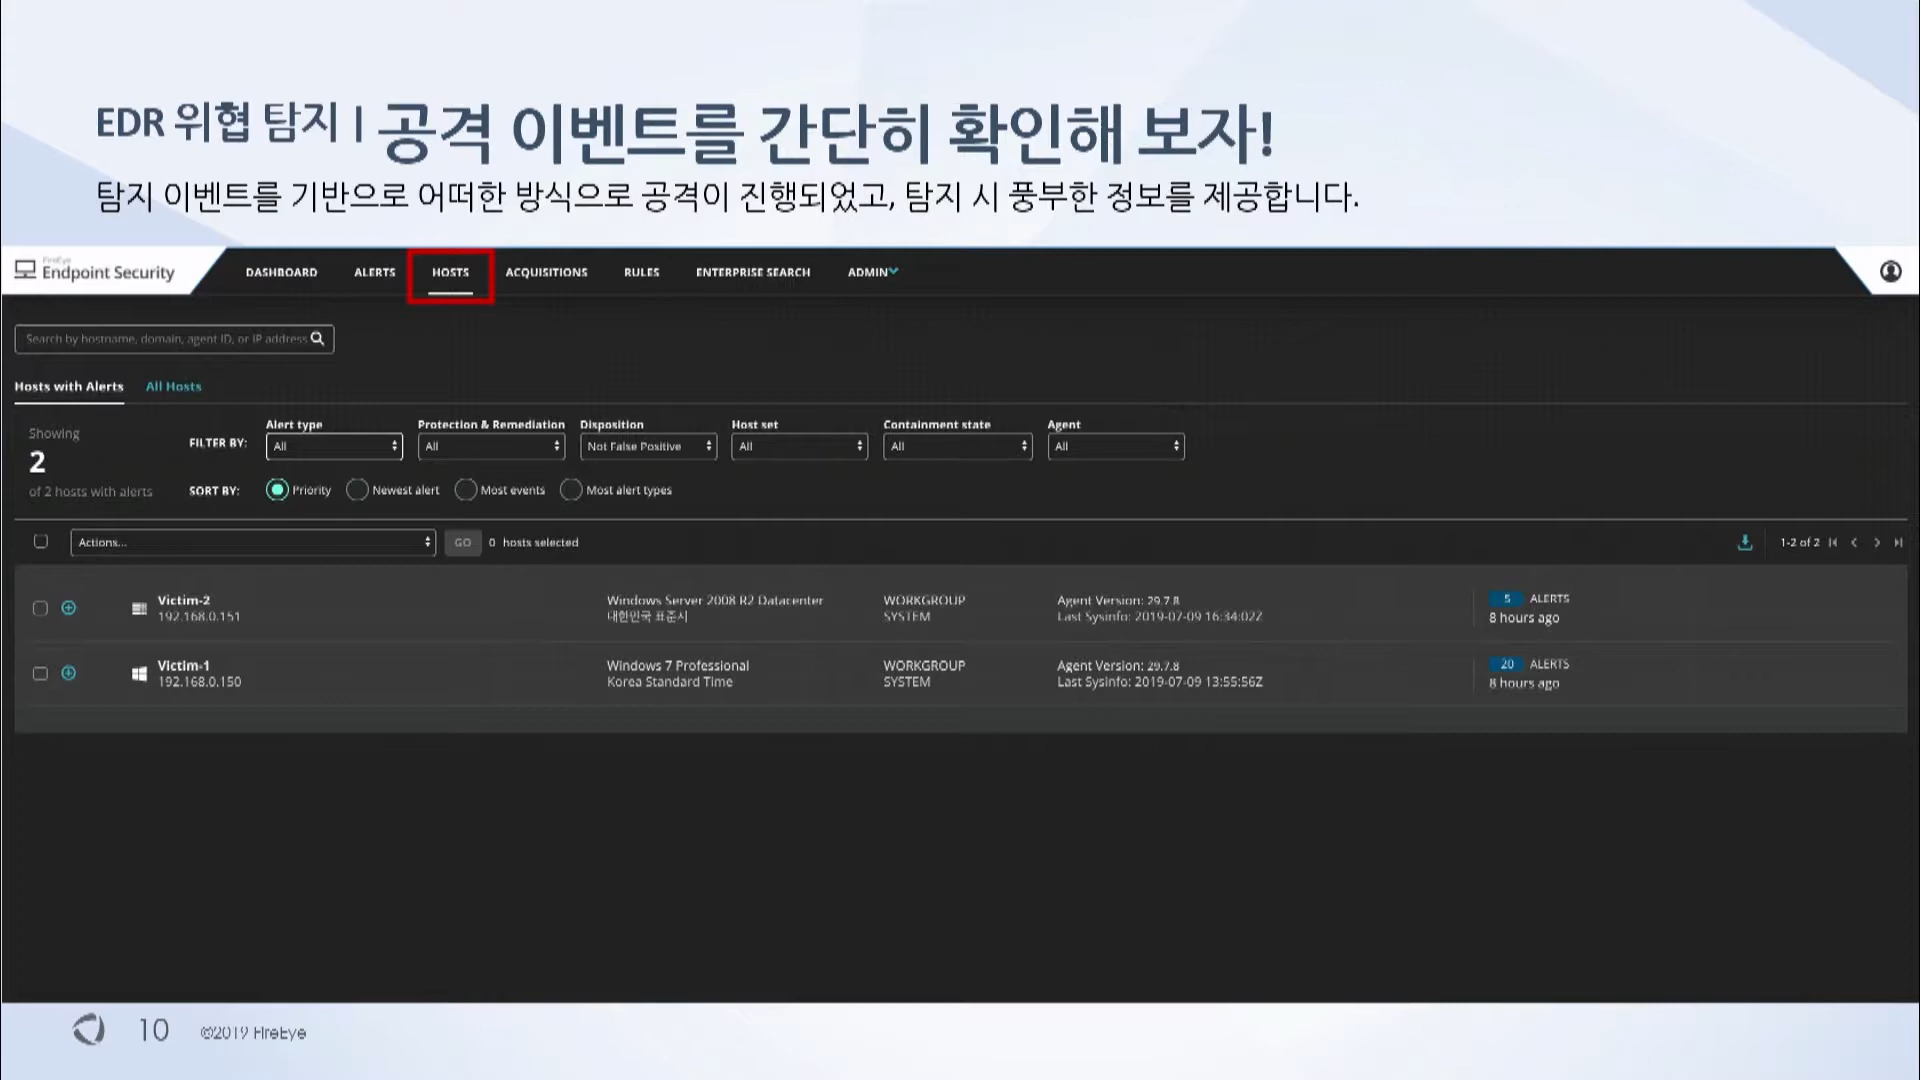 EDR 위협 탐지 | 공격 이벤트를 간단히 확인해 보자!
탐지 이벤트를 기반으로 어떠한 방식으로 공격이 진행되었고, 탐지 시 풍부한 정보를 제공합니다.
FireEye
Endpoint Security
DASHBOARD ALERTS HOSTS ACQUISITIONS RULES ENTERPRISE SEARCH ADMIN
Search by hostname, domain, agent ID, or IP address
Hosts with Alerts All Hosts
Showing
2
of 2 hosts with alerts
FILTER BY:
Alert type Protection & Remediation Disposition Host set Containment state Agent
All All Not False Positive All All All
SORT BY: Priority Newest alert Most events Most alert types
Actions... GO 0 hosts selected 1-2 of 2
Victim-2 Windows Server 2008 R2 Datacenter WORKGROUP Agent Version: 29.7.8 5 ALERTS
192.168.0.151 대한민국 표준시 SYSTEM Last Sysinfo: 2019-07-09 16:34:02Z 8 hours ago
Victim-1 Windows 7 Professional WORKGROUP Agent Version: 29.7.8 20 ALERTS
192.168.0.150 Korea Standard Time SYSTEM Last Sysinfo: 2019-07-09 13:55:56Z 8 hours ago
10 ©2019 FireEye